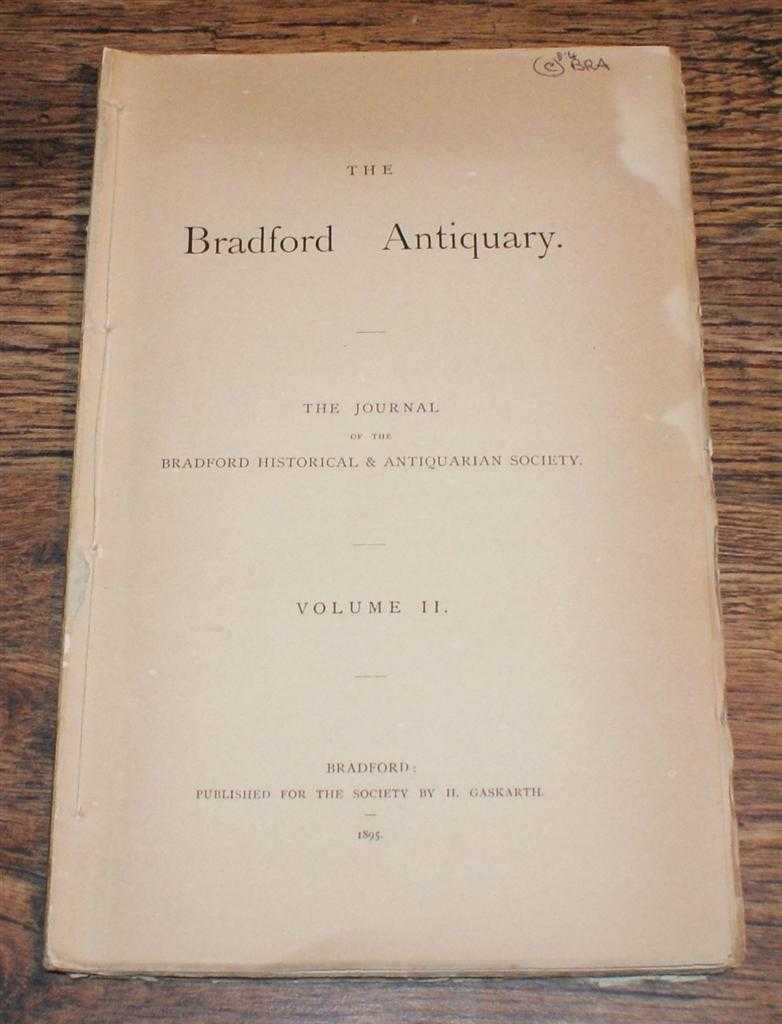 © BRA
THE
Bradford Antiquary.
THE JOURNAL
OF THE
BRADFORD HISTORICAL & ANTIQUARIAN SOCIETY.
VOLUME II.
BRADFORD:
PUBLISHED FOR THE SOCIETY BY H. GASKARTH.
1895.